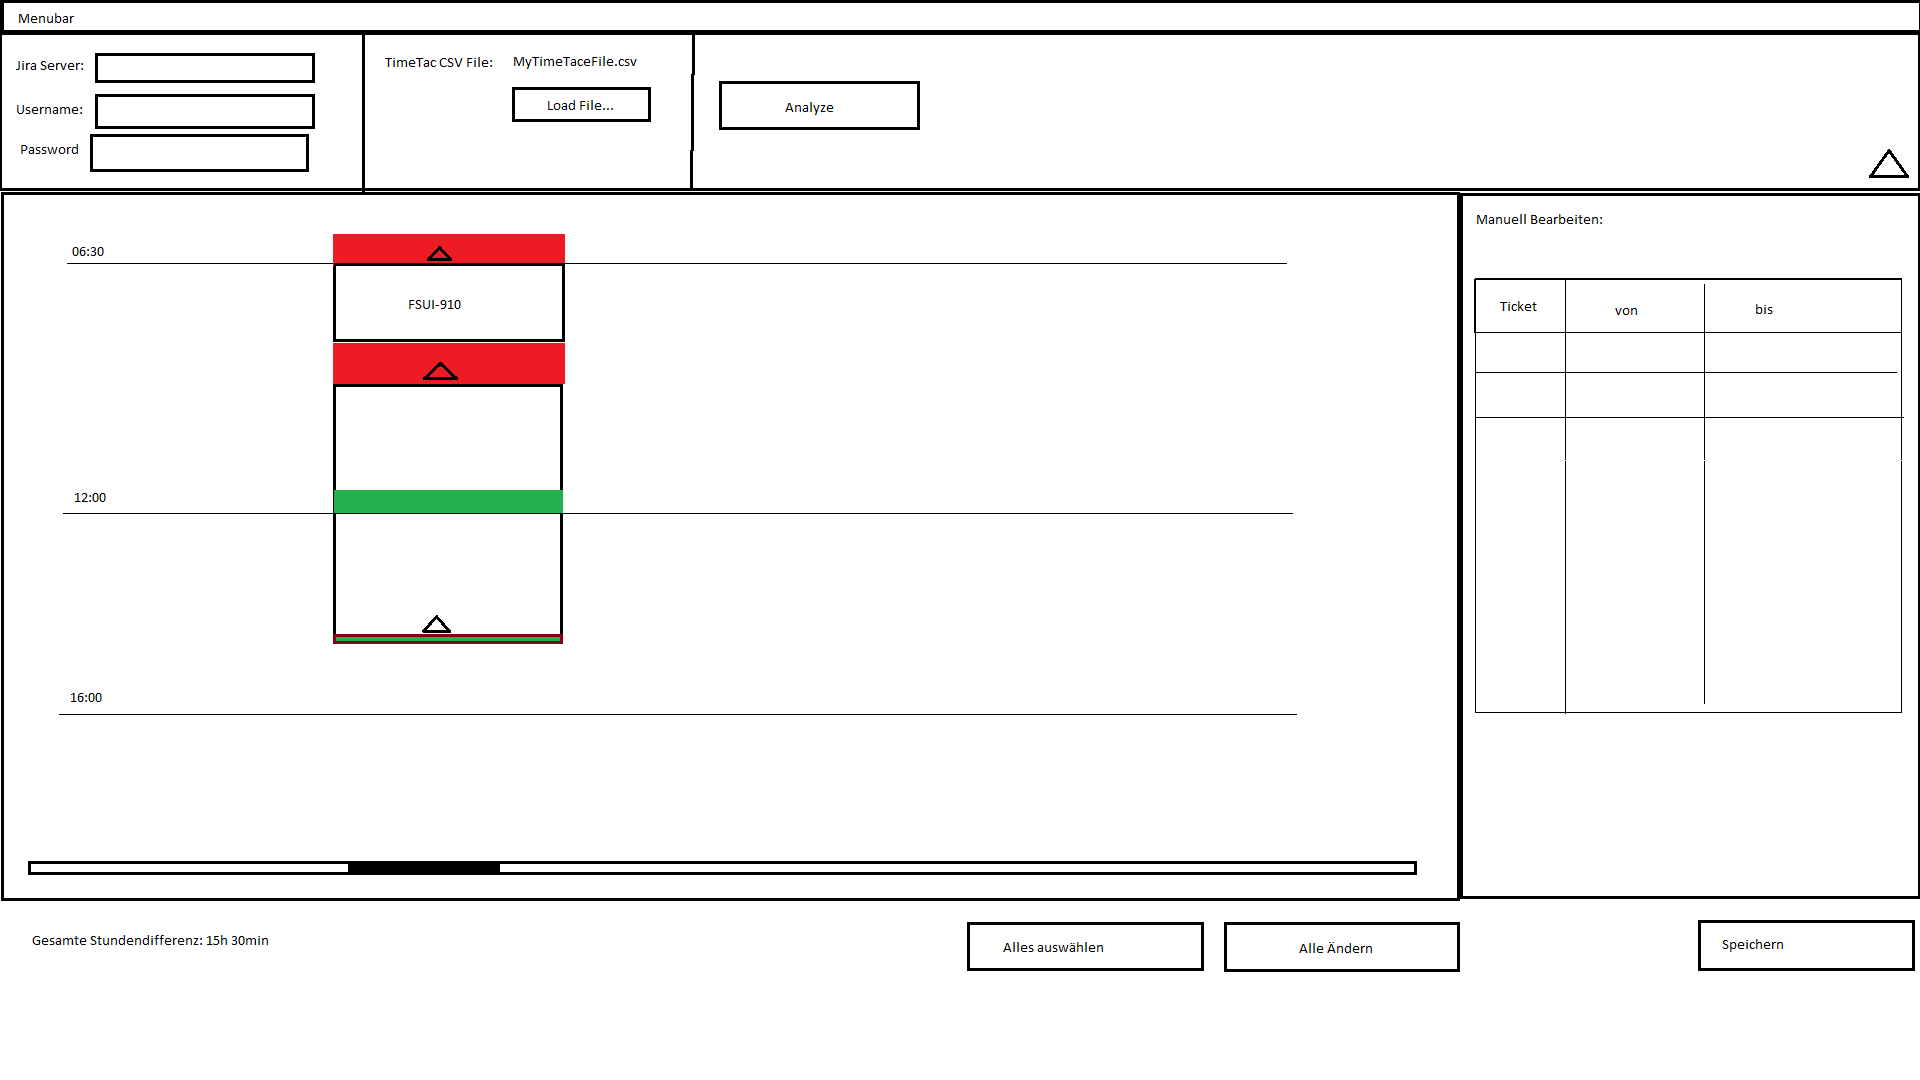 Menubar
Jira Server:
Username:
Password
TimeTac CSV File: MyTimeTaceFile.csv
Load File...
Analyze
06:30
FSUI-910
12:00
16:00
Manuell Bearbeiten:
Ticket von bis
Gesamte Stundendifferenz: 15h 30min
Alles auswählen
Alle Ändern
Speichern